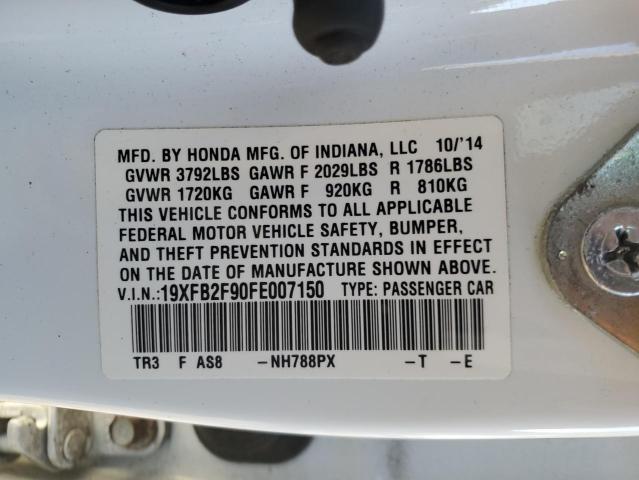 MFD. BY HONDA MFG. OF INDIANA, LLC 10/'14
GVWR 3792LBS GAWR F 2029LBS R 1786LBS
GVWR 1720KG GAWR F 920KG R 810KG
THIS VEHICLE CONFORMS TO ALL APPLICABLE
FEDERAL MOTOR VEHICLE SAFETY, BUMPER,
AND THEFT PREVENTION STANDARDS IN EFFECT
ON THE DATE OF MANUFACTURE SHOWN ABOVE.
V.I.N.:19XFB2F90FE007150 TYPE: PASSENGER CAR
TR3 F AS8 -NH788PX -T -E